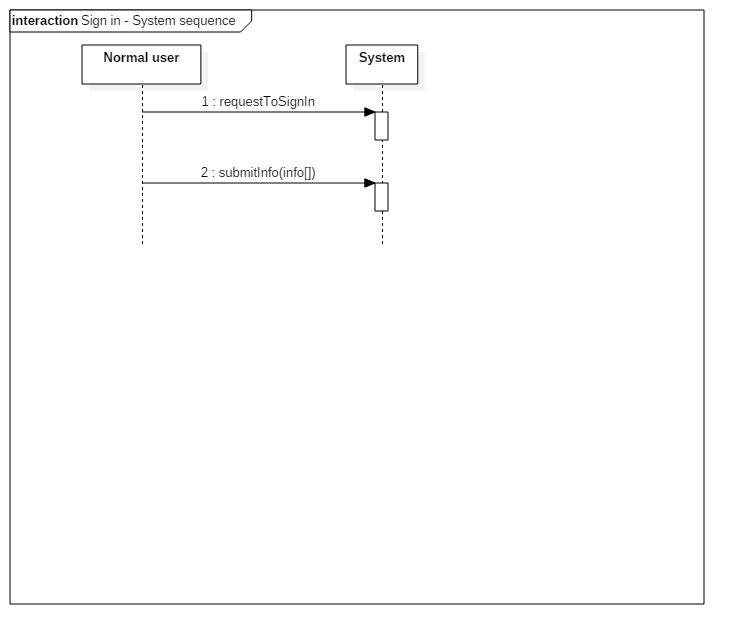 interaction Sign in - System sequence
Normal user
System
1 : requestToSignIn
2 : submitInfo(info[])